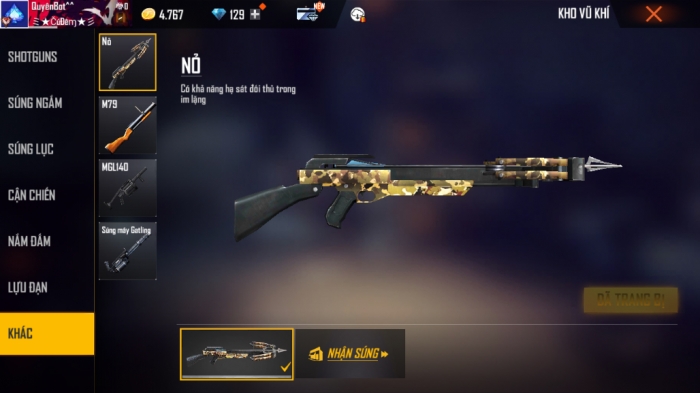 QuyênBot^^
0
4.767
129
NEW
KHO VŨ KHÍ
SHOTGUNS
SÚNG NGẮM
SÚNG LỤC
CẬN CHIẾN
NẮM ĐẤM
LỰU ĐẠN
KHÁC
Nỏ
M79
MGL140
Súng máy Gatling
NỎ
Có khả năng hạ sát đối thủ trong
im lặng
ĐÃ TRANG BỊ
NHẬN SÚNG